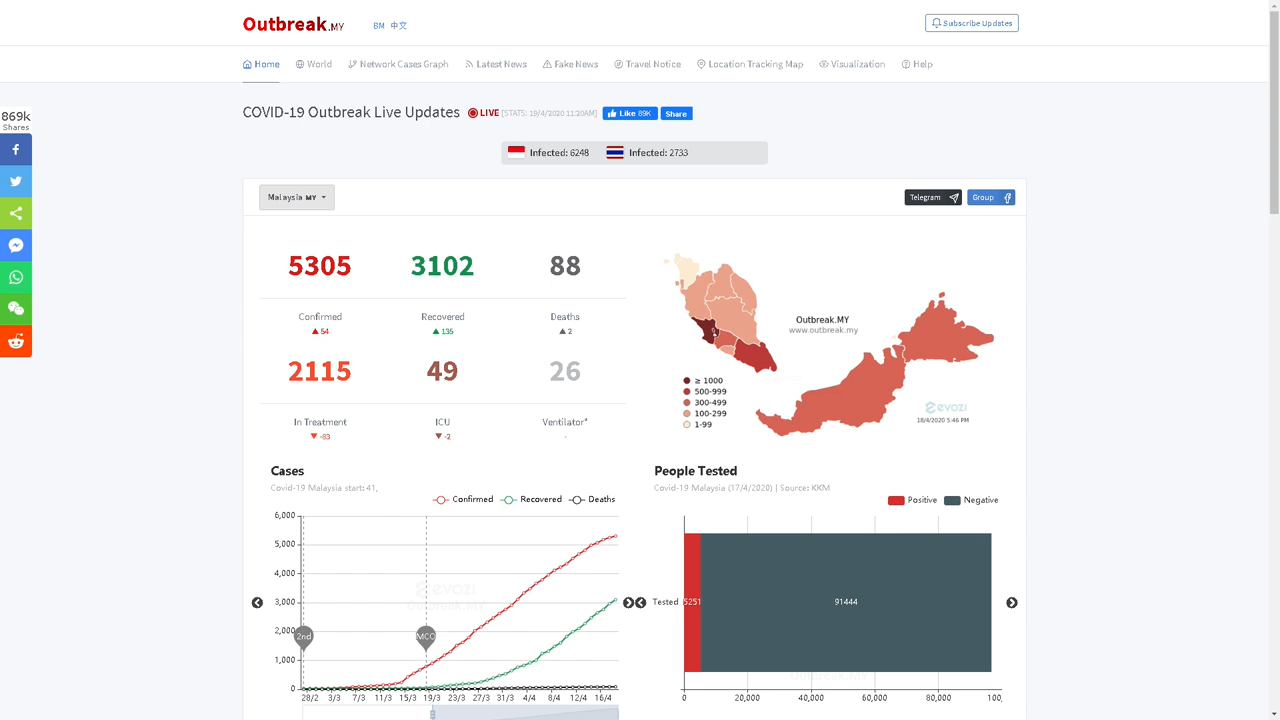 Outbreak.MY
BM 中文
Subscribe Updates
Home World Network Cases Graph Latest News Fake News Travel Notice Location Tracking Map Visualization Help
869k
Shares
COVID-19 Outbreak Live Updates LIVE [STATS: 19/4/2020 11:20AM] Like 89K Share
Infected: 6248 Infected: 2733
Malaysia MY
Telegram Group
5305 3102 88
Confirmed Recovered Deaths
54 135 2
2115 49 26
In Treatment ICU Ventilator*
-83 -2 -
Outbreak.MY
www.outbreak.my
≥ 1000
500-999
300-499
100-299
1-99
evozi
18/4/2020 5:46 PM
Cases
Covid-19 Malaysia start: 41,
Confirmed Recovered Deaths
6,000
5,000
4,000
3,000
2,000
1,000
0
evozi
Outbreak.MY
2nd MCO
28/2 3/3 7/3 11/3 15/3 19/3 23/3 27/3 31/3 4/4 8/4 12/4 16/4
People Tested
Covid-19 Malaysia (17/4/2020) | Source: KKM
Positive Negative
Tested 5251 91444
Outbreak.MY
0 20,000 40,000 60,000 80,000 100,